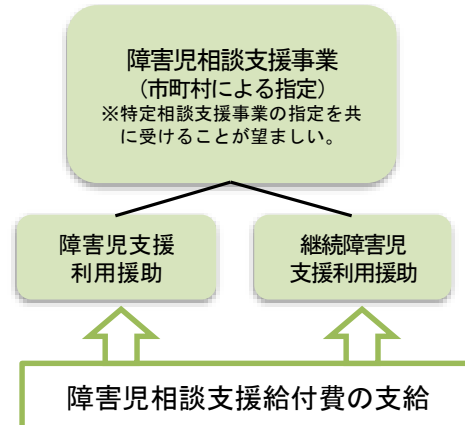 障害児相談支援事業
(市町村による指定)
※特定相談支援事業の指定を共
に受けることが望ましい。
障害児支援
利用援助
継続障害児
支援利用援助
障害児相談支援給付費の支給